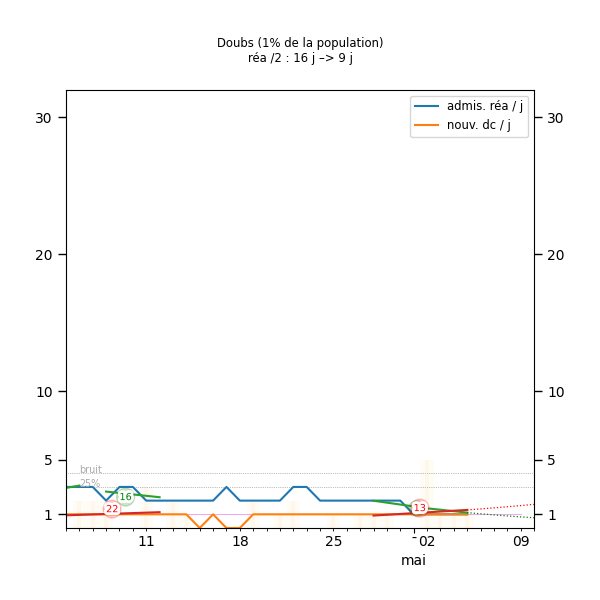 Doubs (1% de la population)
réa /2 : 16 j –> 9 j
admis. réa / j
nouv. dc / j
30 30
20 20
10 10
5 5
bruit
25%
16
22 13
1 1
11 18 25 02 09
mai